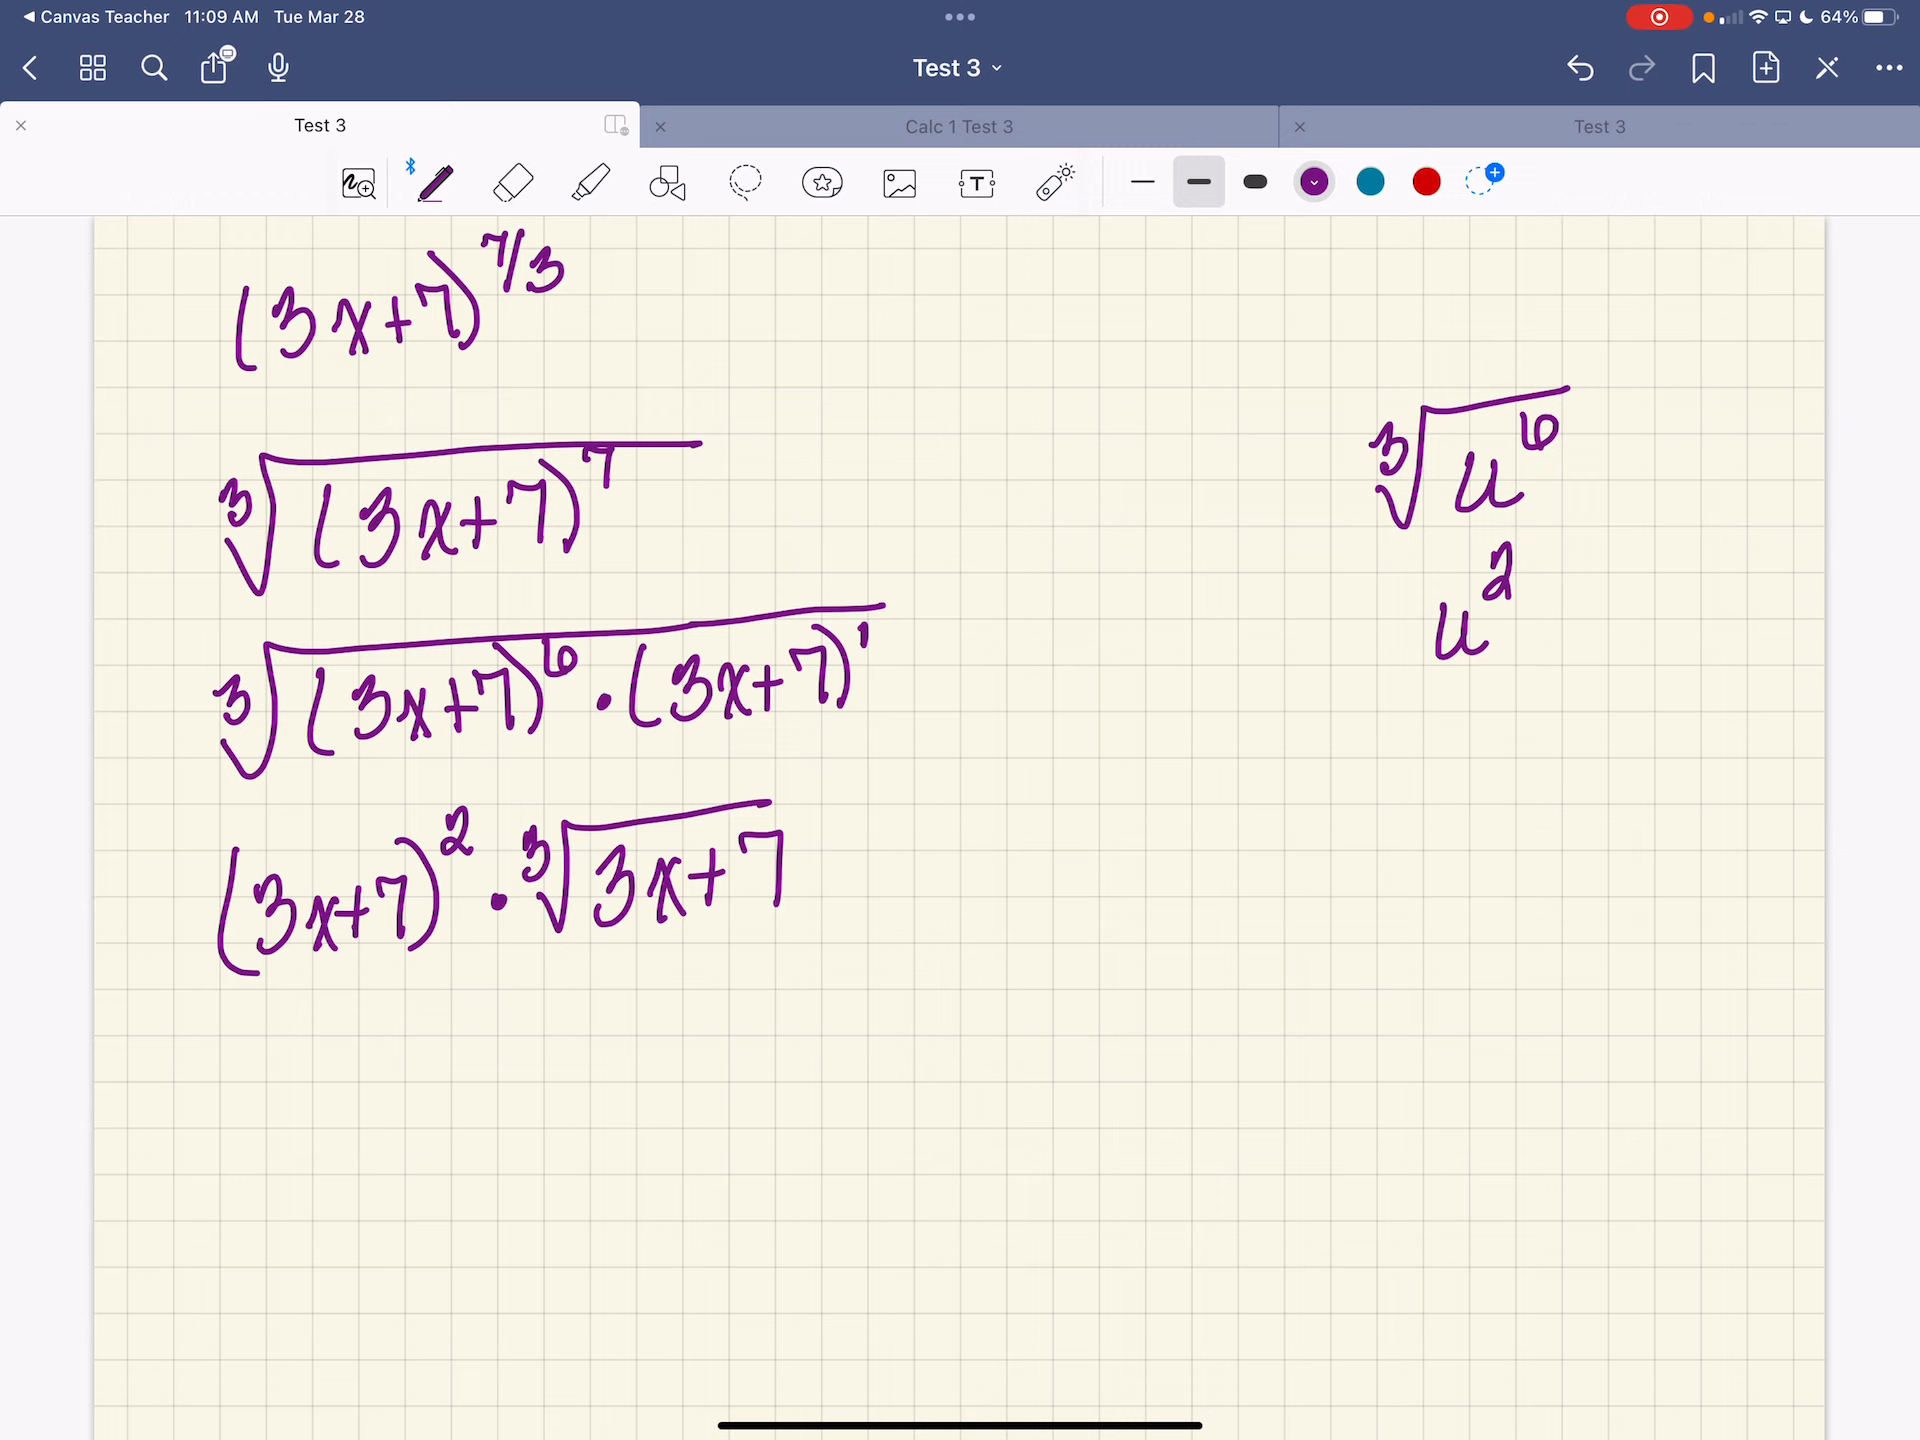 Canvas Teacher 11:09 AM Tue Mar 28 64%
Test 3
Test 3 Calc 1 Test 3 Test 3
(3x+7)^7/3
∛(3x+7)^7
∛(3x+7)^6 · (3x+7)^1
(3x+7)^2 · ∛3x+7
∛u^6
u^2